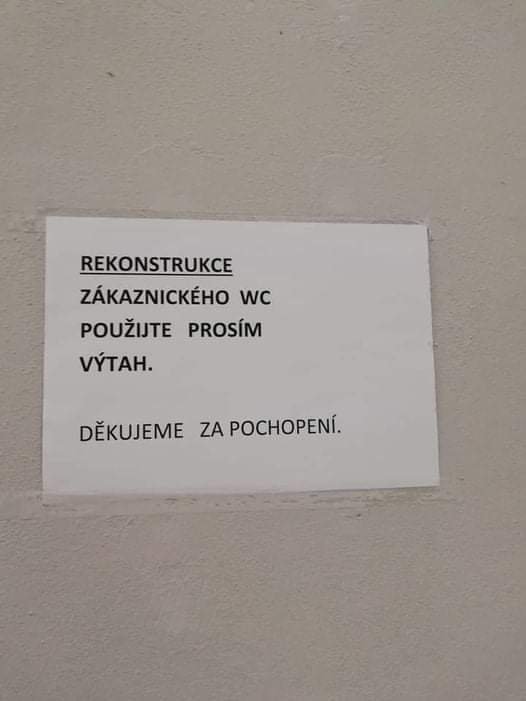 REKONSTRUKCE
ZÁKAZNICKÉHO WC
POUŽIJTE PROSÍM
VÝTAH.
DĚKUJEME ZA POCHOPENÍ.